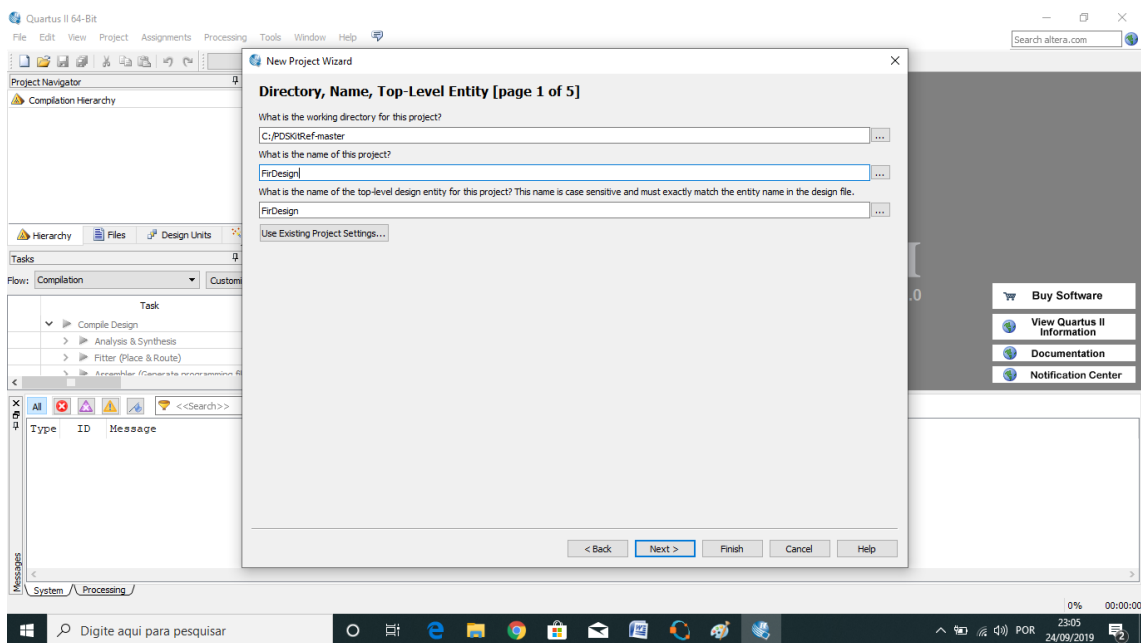 Quartus II 64-Bit
File Edit View Project Assignments Processing Tools Window Help
Search altera.com
Project Navigator
Compilation Hierarchy
Hierarchy Files Design Units
Tasks
Flow: Compilation Customi
Task
Compile Design
Analysis & Synthesis
Fitter (Place & Route)
Assembler (Generate programming fi
New Project Wizard
Directory, Name, Top-Level Entity [page 1 of 5]
What is the working directory for this project?
C:/PDSKitRef-master
...
What is the name of this project?
FirDesign
...
What is the name of the top-level design entity for this project? This name is case sensitive and must exactly match the entity name in the design file.
FirDesign
...
Use Existing Project Settings...
< Back Next > Finish Cancel Help
I
.0
Buy Software
View Quartus II
Information
Documentation
Notification Center
All <<Search>>
Type ID Message
Messages
System Processing
0% 00:00:00
Digite aqui para pesquisar
POR
23:05
24/09/2019
2